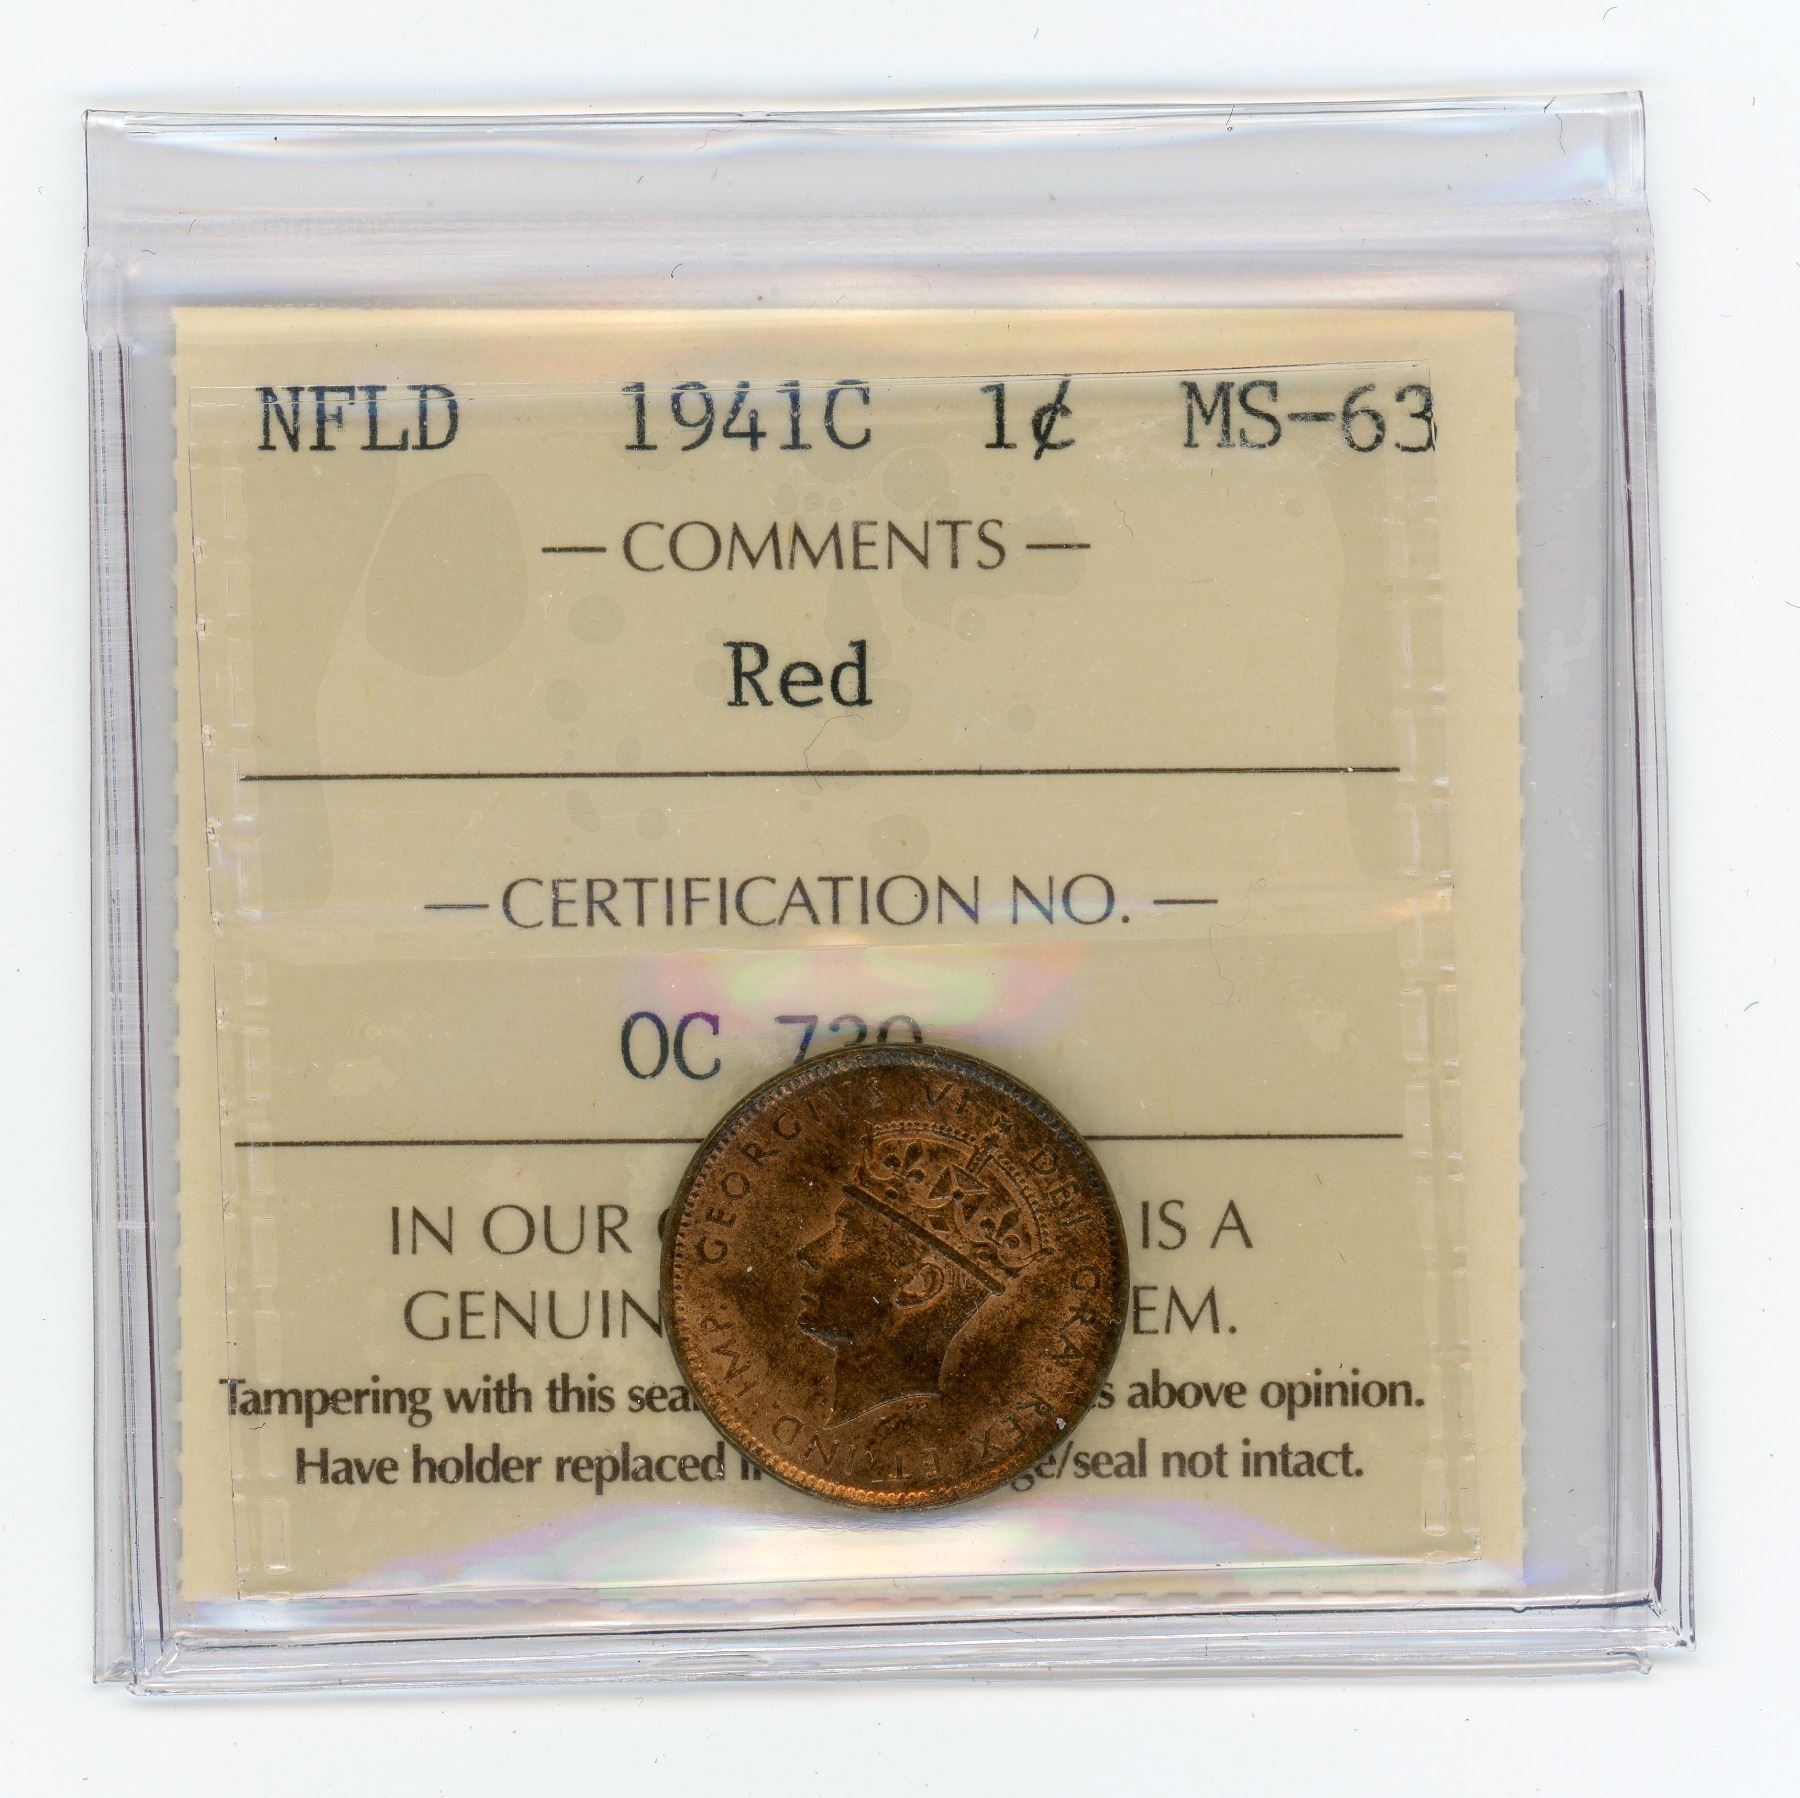 NFLD 1941C 1¢ MS-63
— COMMENTS —
Red
— CERTIFICATION NO. —
OC
IN OUR IS A
GENUIN EM.
Tampering with this sea s above opinion.
Have holder replaced ge/seal not intact.
GEORGIVS VI DEI GRA. REX ET IND. IMP.